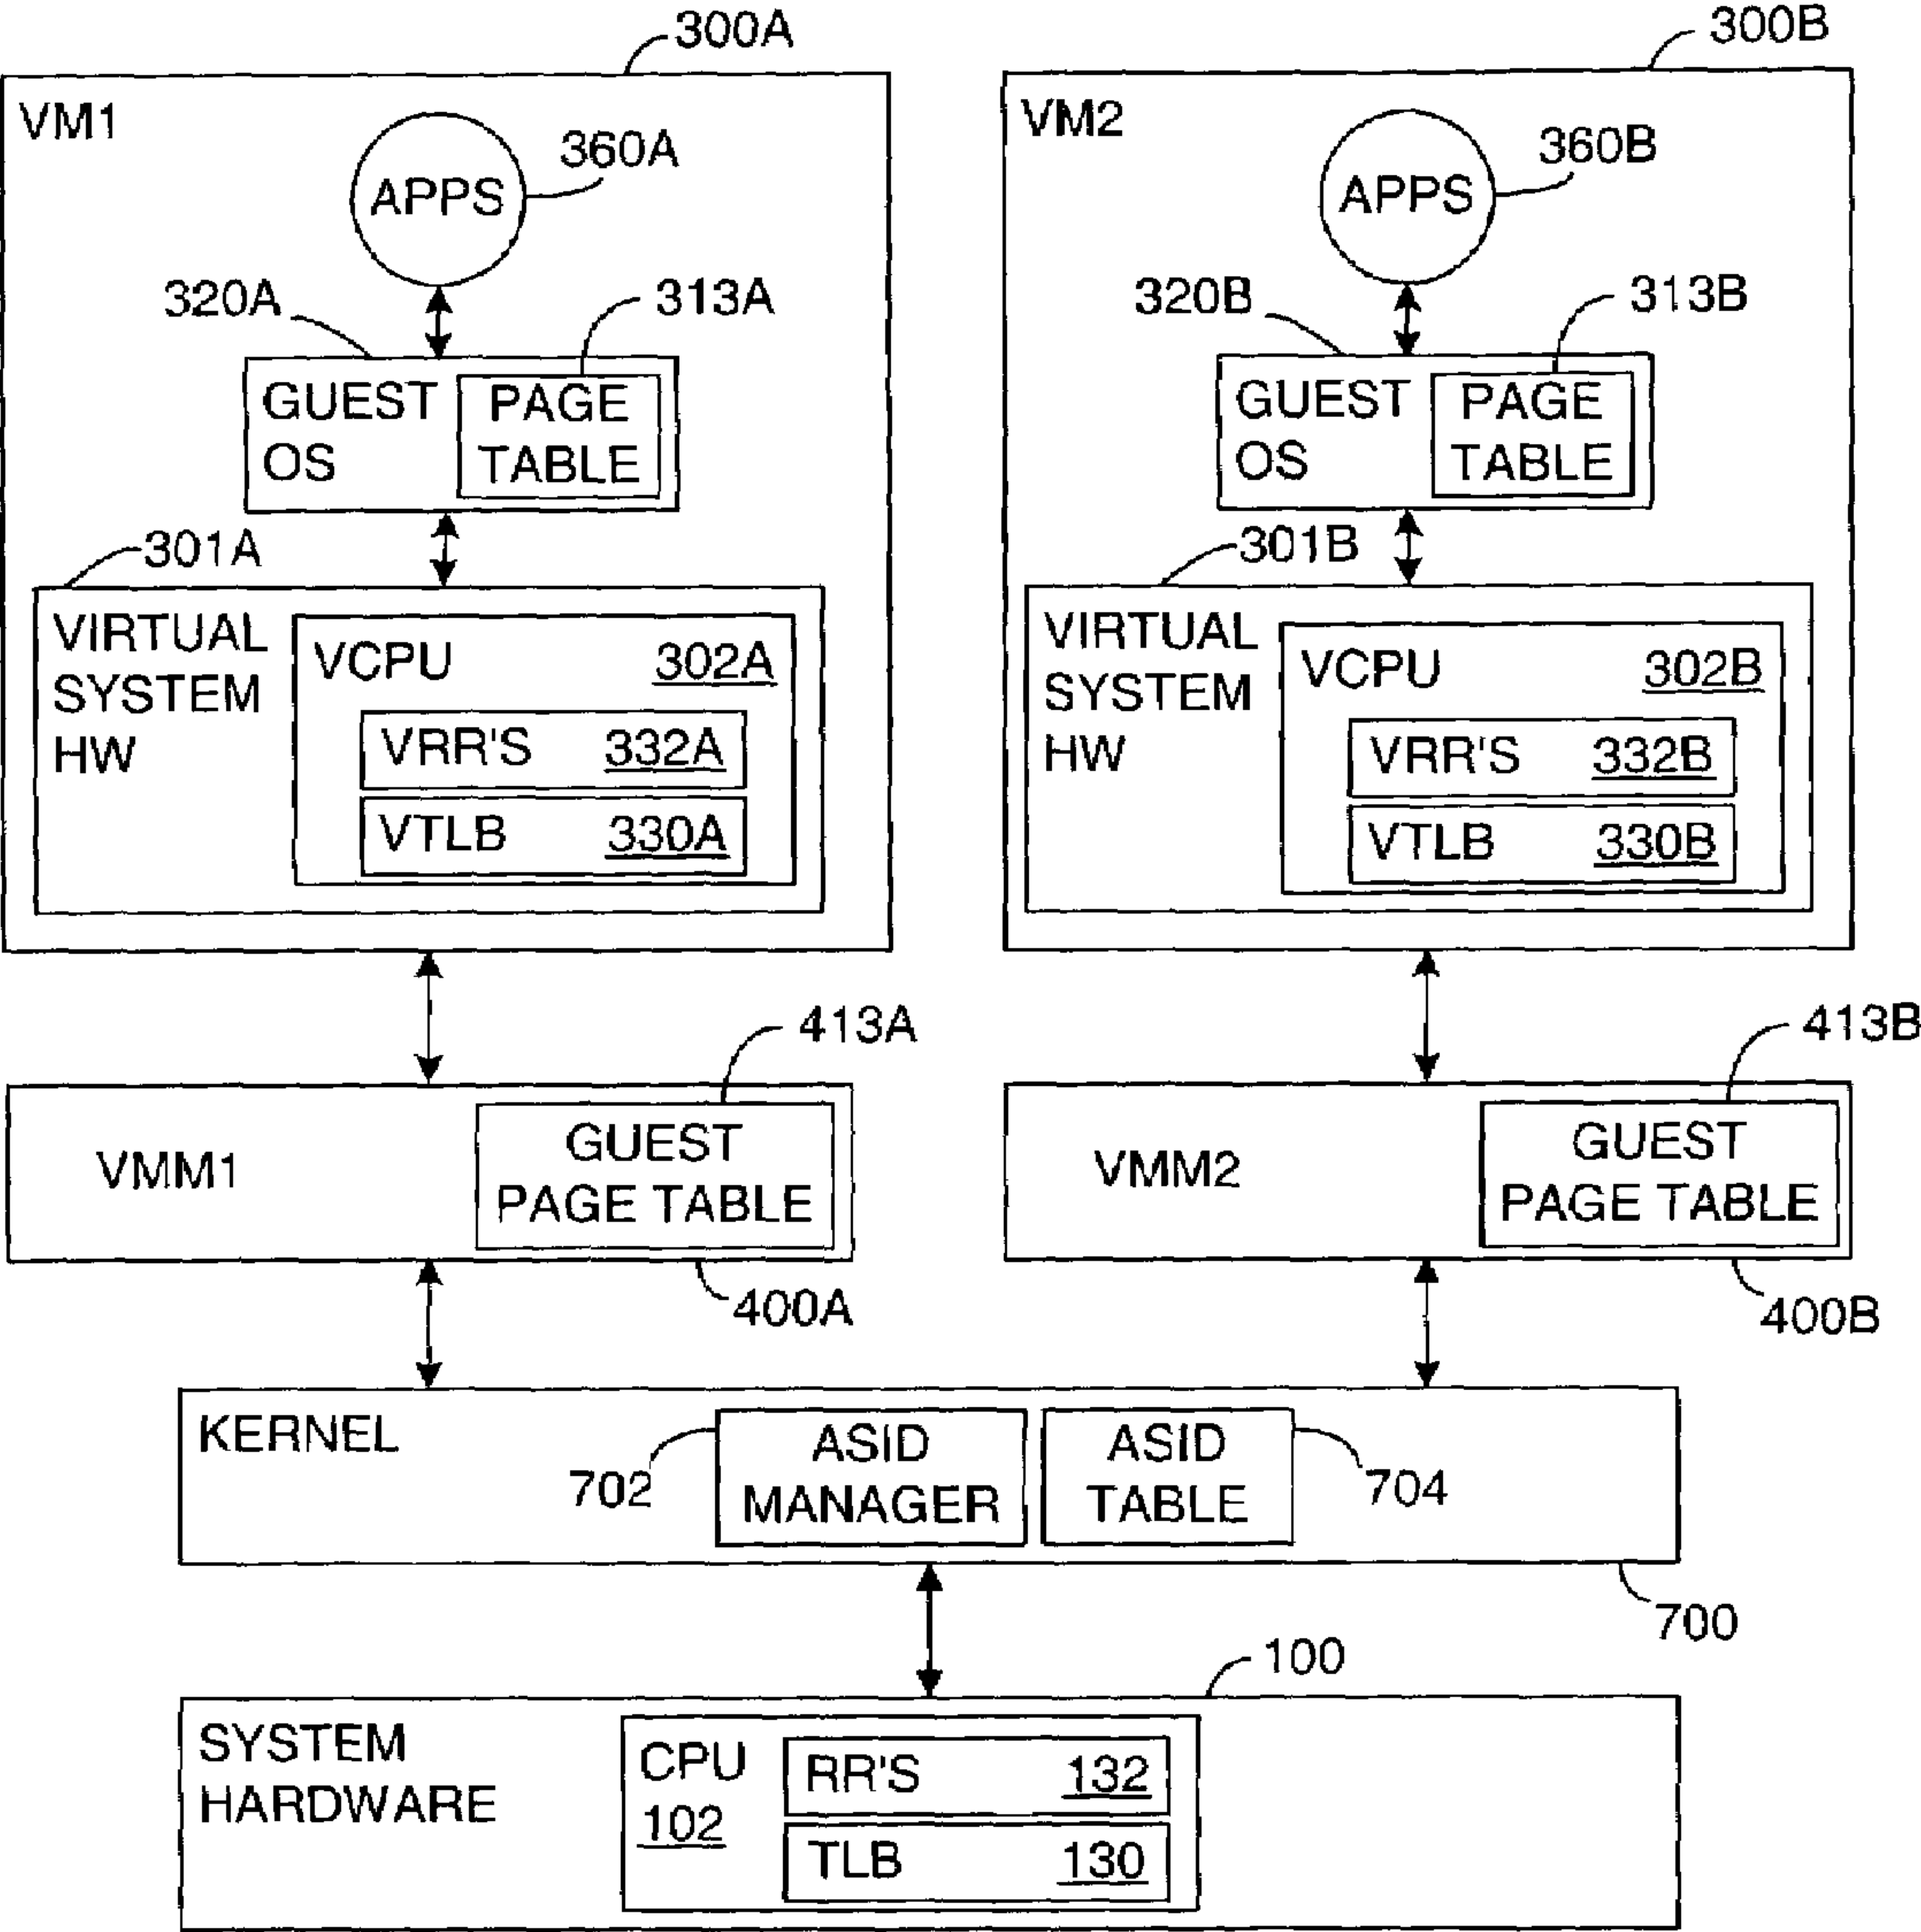 300A
VM1
APPS
360A
320A
313A
GUEST
OS
PAGE
TABLE
301A
VIRTUAL
SYSTEM
HW
VCPU 302A
VRR'S 332A
VTLB 330A
300B
VM2
APPS
360B
320B
313B
GUEST
OS
PAGE
TABLE
301B
VIRTUAL
SYSTEM
HW
VCPU 302B
VRR'S 332B
VTLB 330B
413A
VMM1
GUEST
PAGE TABLE
400A
413B
VMM2
GUEST
PAGE TABLE
400B
KERNEL
702
ASID
MANAGER
ASID
TABLE
704
700
100
SYSTEM
HARDWARE
CPU
102
RR'S 132
TLB 130